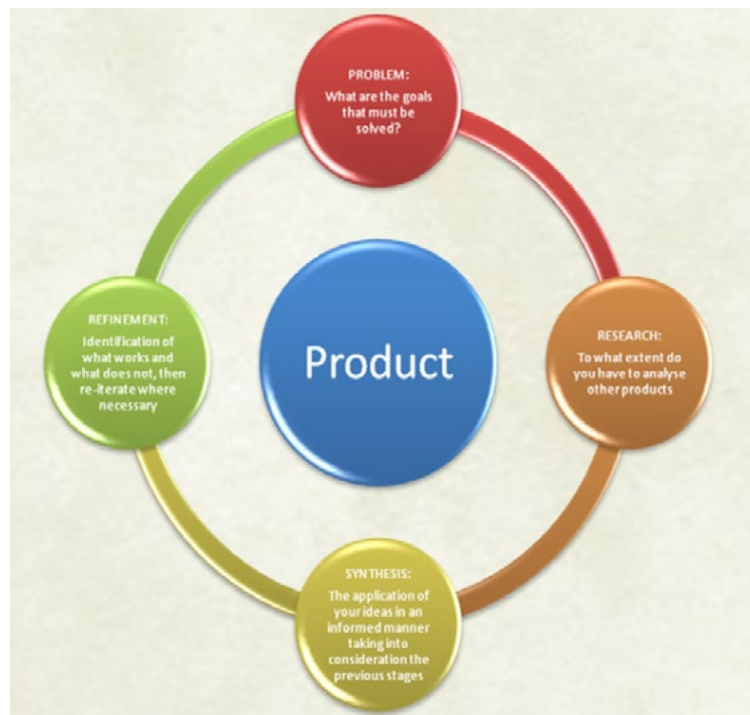 PROBLEM:
What are the goals
that must be
solved?
REFINEMENT:
Identification of
what works and
what does not, then
re-iterate where
necessary
Product
RESEARCH:
To what extent do
you have to analyse
other products
SYNTHESIS:
The application of
your ideas in an
informed manner
taking into
consideration the
previous stages